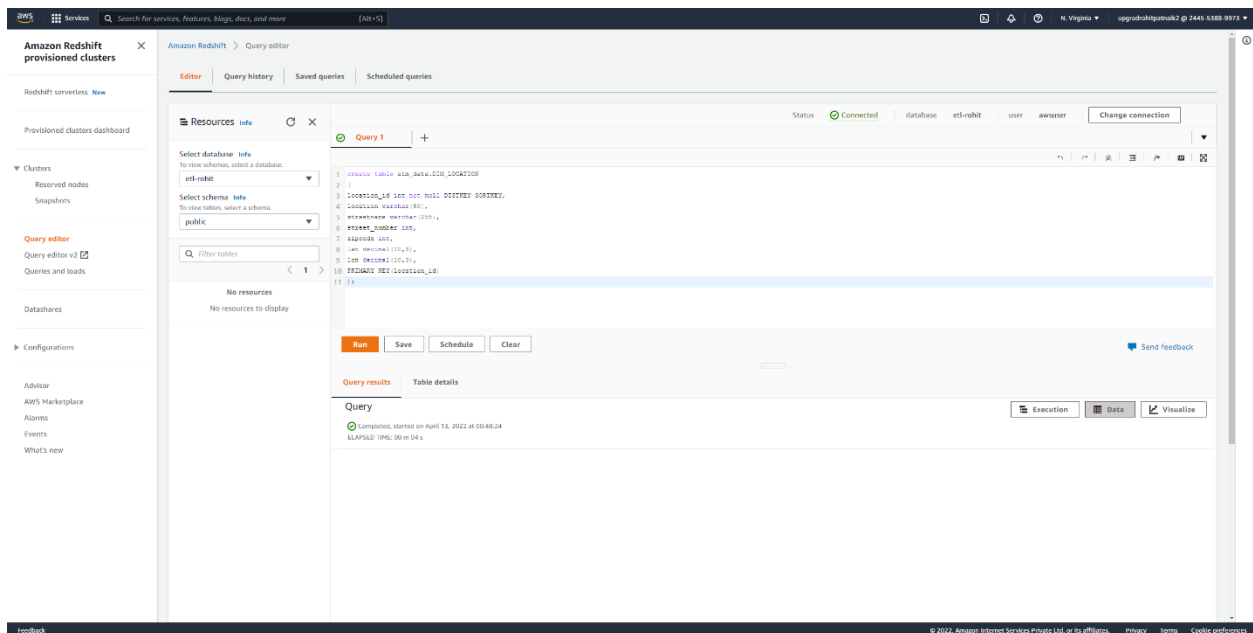 aws
Services
Search for services, features, blogs, docs, and more
[Alt+S]
N. Virginia
upgradrohitpatnaik2 @ 2445-5388-9973
Amazon Redshift provisioned clusters
Redshift serverless New
Provisioned clusters dashboard
Clusters
Reserved nodes
Snapshots
Query editor
Query editor v2
Queries and loads
Datashares
Configurations
Advisor
AWS Marketplace
Alarms
Events
What's new
Amazon Redshift > Query editor
Editor
Query history
Saved queries
Scheduled queries
Resources Info
Select database Info
To view schemas, select a database.
etl-rohit
Select schema Info
To view tables, select a schema.
public
Filter tables
< 1 >
No resources
No resources to display
Status Connected database etl-rohit user awsuser Change connection
Query 1 +
1 create table atm_data.DIM_LOCATION
2 (
3 location_id int not null DISTKEY SORTKEY,
4 location varchar(50),
5 streetname varchar(255),
6 street_number int,
7 zipcode int,
8 lat decimal(10,3),
9 lon decimal(10,3),
10 PRIMARY KEY(location_id)
11 );
Run
Save
Schedule
Clear
Send feedback
Query results
Table details
Query
Execution
Data
Visualize
Completed, started on April 13, 2022 at 00:48:24
ELAPSED TIME: 00 m 04 s
Feedback
© 2022, Amazon Internet Services Private Ltd. or its affiliates.
Privacy
Terms
Cookie preferences